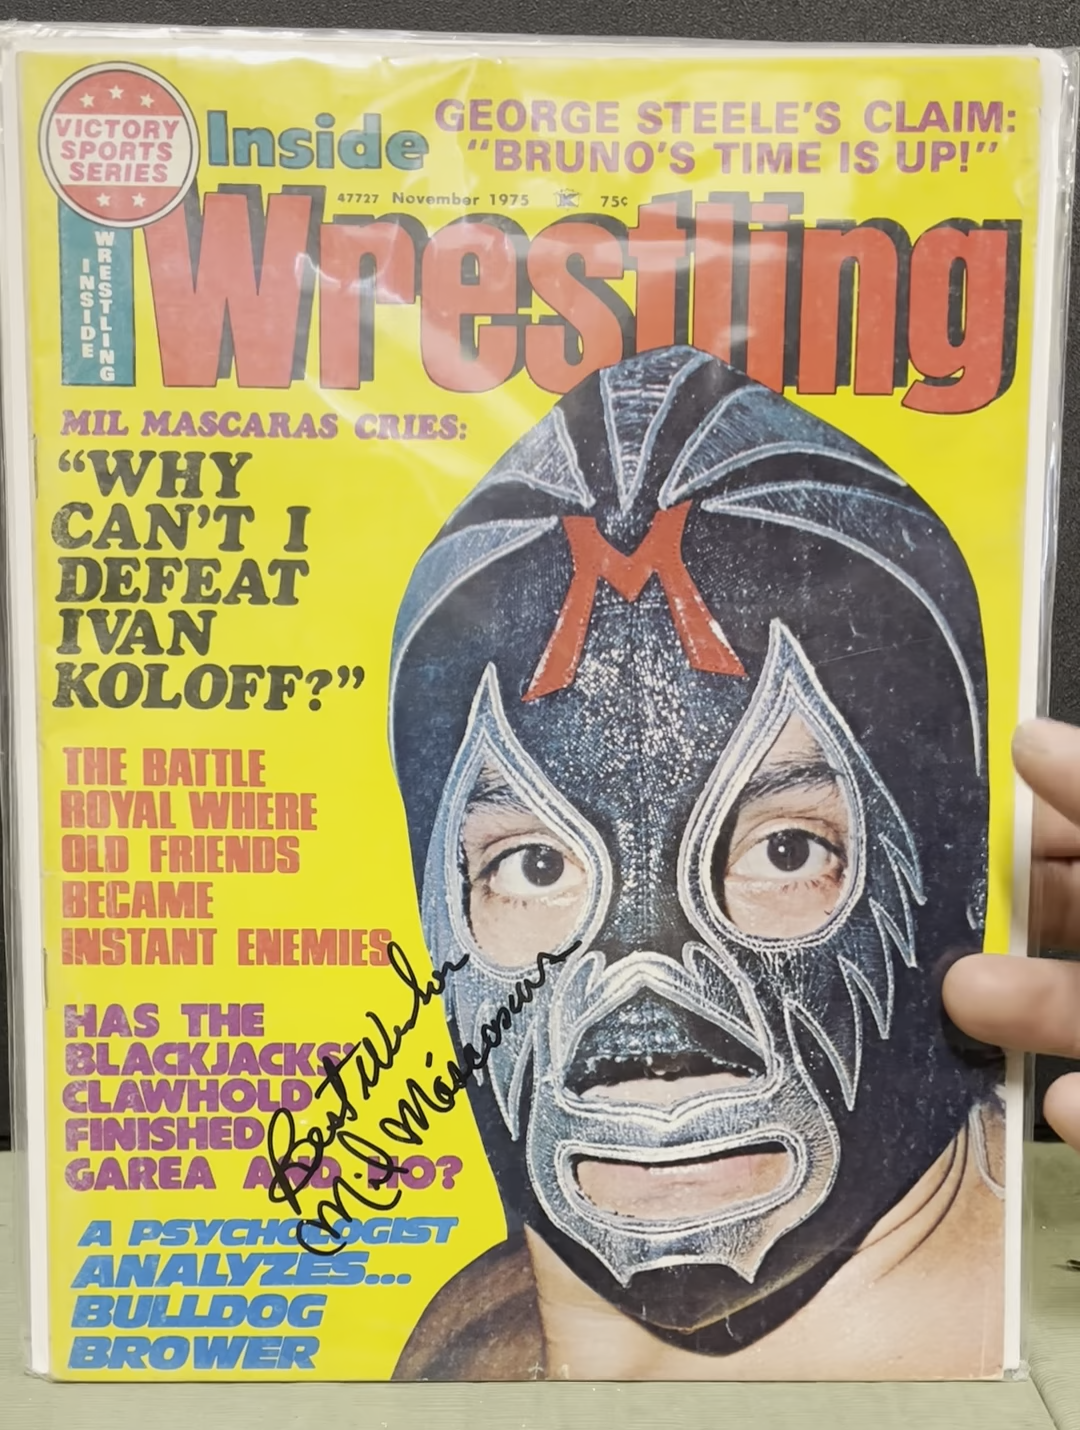 VICTORY
SPORTS
SERIES
Inside
GEORGE STEELE'S CLAIM:
"BRUNO'S TIME IS UP!"
47727 November 1975 75¢
Wrestling
INSIDE
WRESTLING
MIL MASCARAS CRIES:
"WHY
CAN'T I
DEFEAT
IVAN
KOLOFF?"
M
THE BATTLE
ROYAL WHERE
OLD FRIENDS
BECAME
INSTANT ENEMIES
HAS THE
BLACKJACKS'
CLAWHOLD
FINISHED
GAREA AND HO?
Best Wishes
Mil Máscaras
A PSYCHOLOGIST
ANALYZES...
BULLDOG
BROWER